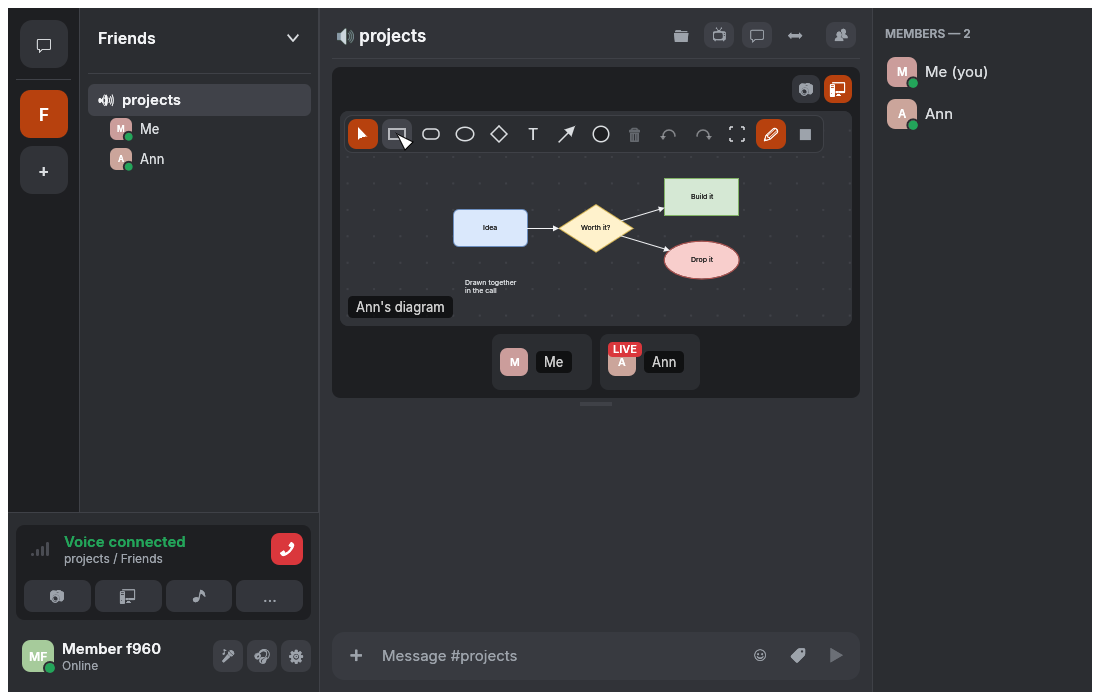 Friends
projects
MEMBERS — 2
M
Me (you)
A
Ann
F
projects
M
Me
A
Ann
+
T
Idea
Worth it?
Build it
Drop it
Drawn together
in the call
Ann's diagram
M
Me
LIVE
A
Ann
Voice connected
projects / Friends
...
MF
Member f960
Online
+
Message #projects